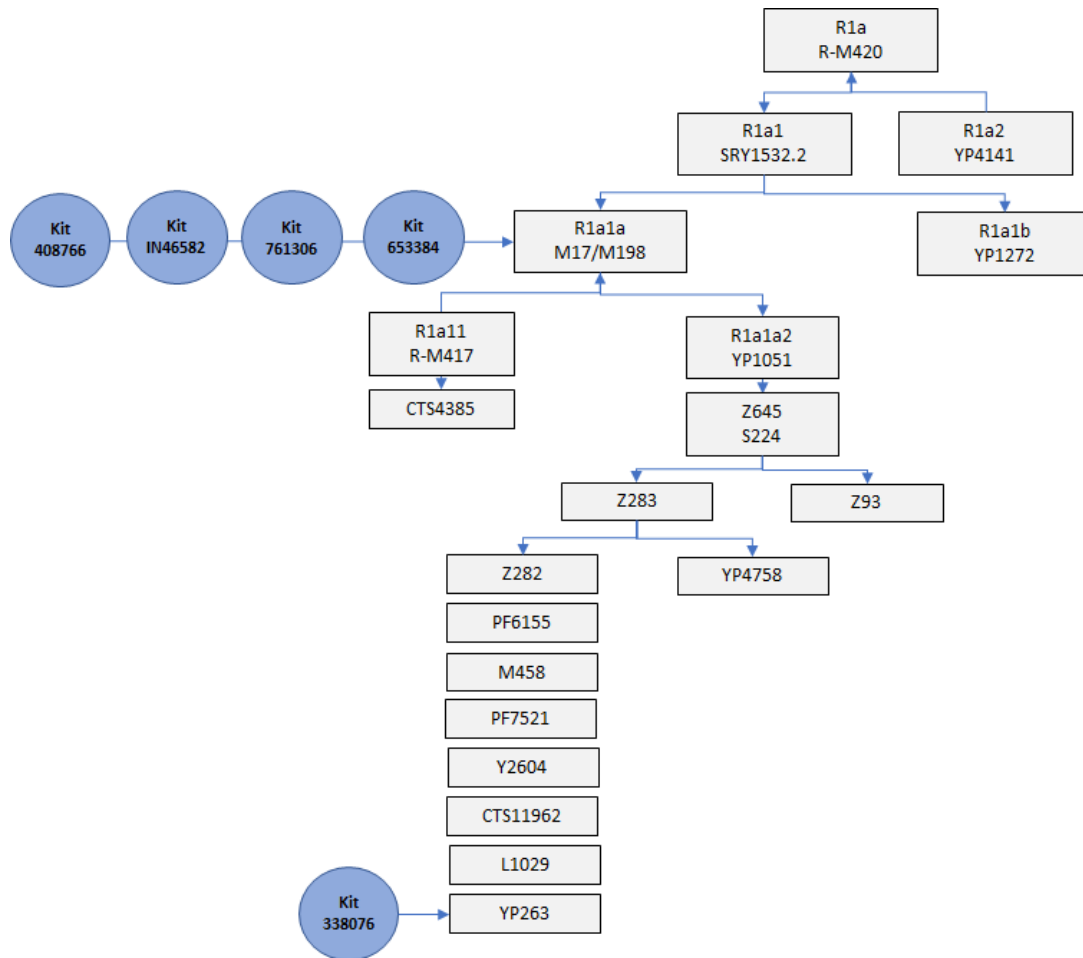 R1a
R-M420
R1a1
SRY1532.2
R1a2
YP4141
Kit
408766
Kit
IN46582
Kit
761306
Kit
653384
R1a1a
M17/M198
R1a1b
YP1272
R1a11
R-M417
R1a1a2
YP1051
CTS4385
Z645
S224
Z283
Z93
Z282
YP4758
PF6155
M458
PF7521
Y2604
CTS11962
L1029
Kit
338076
YP263